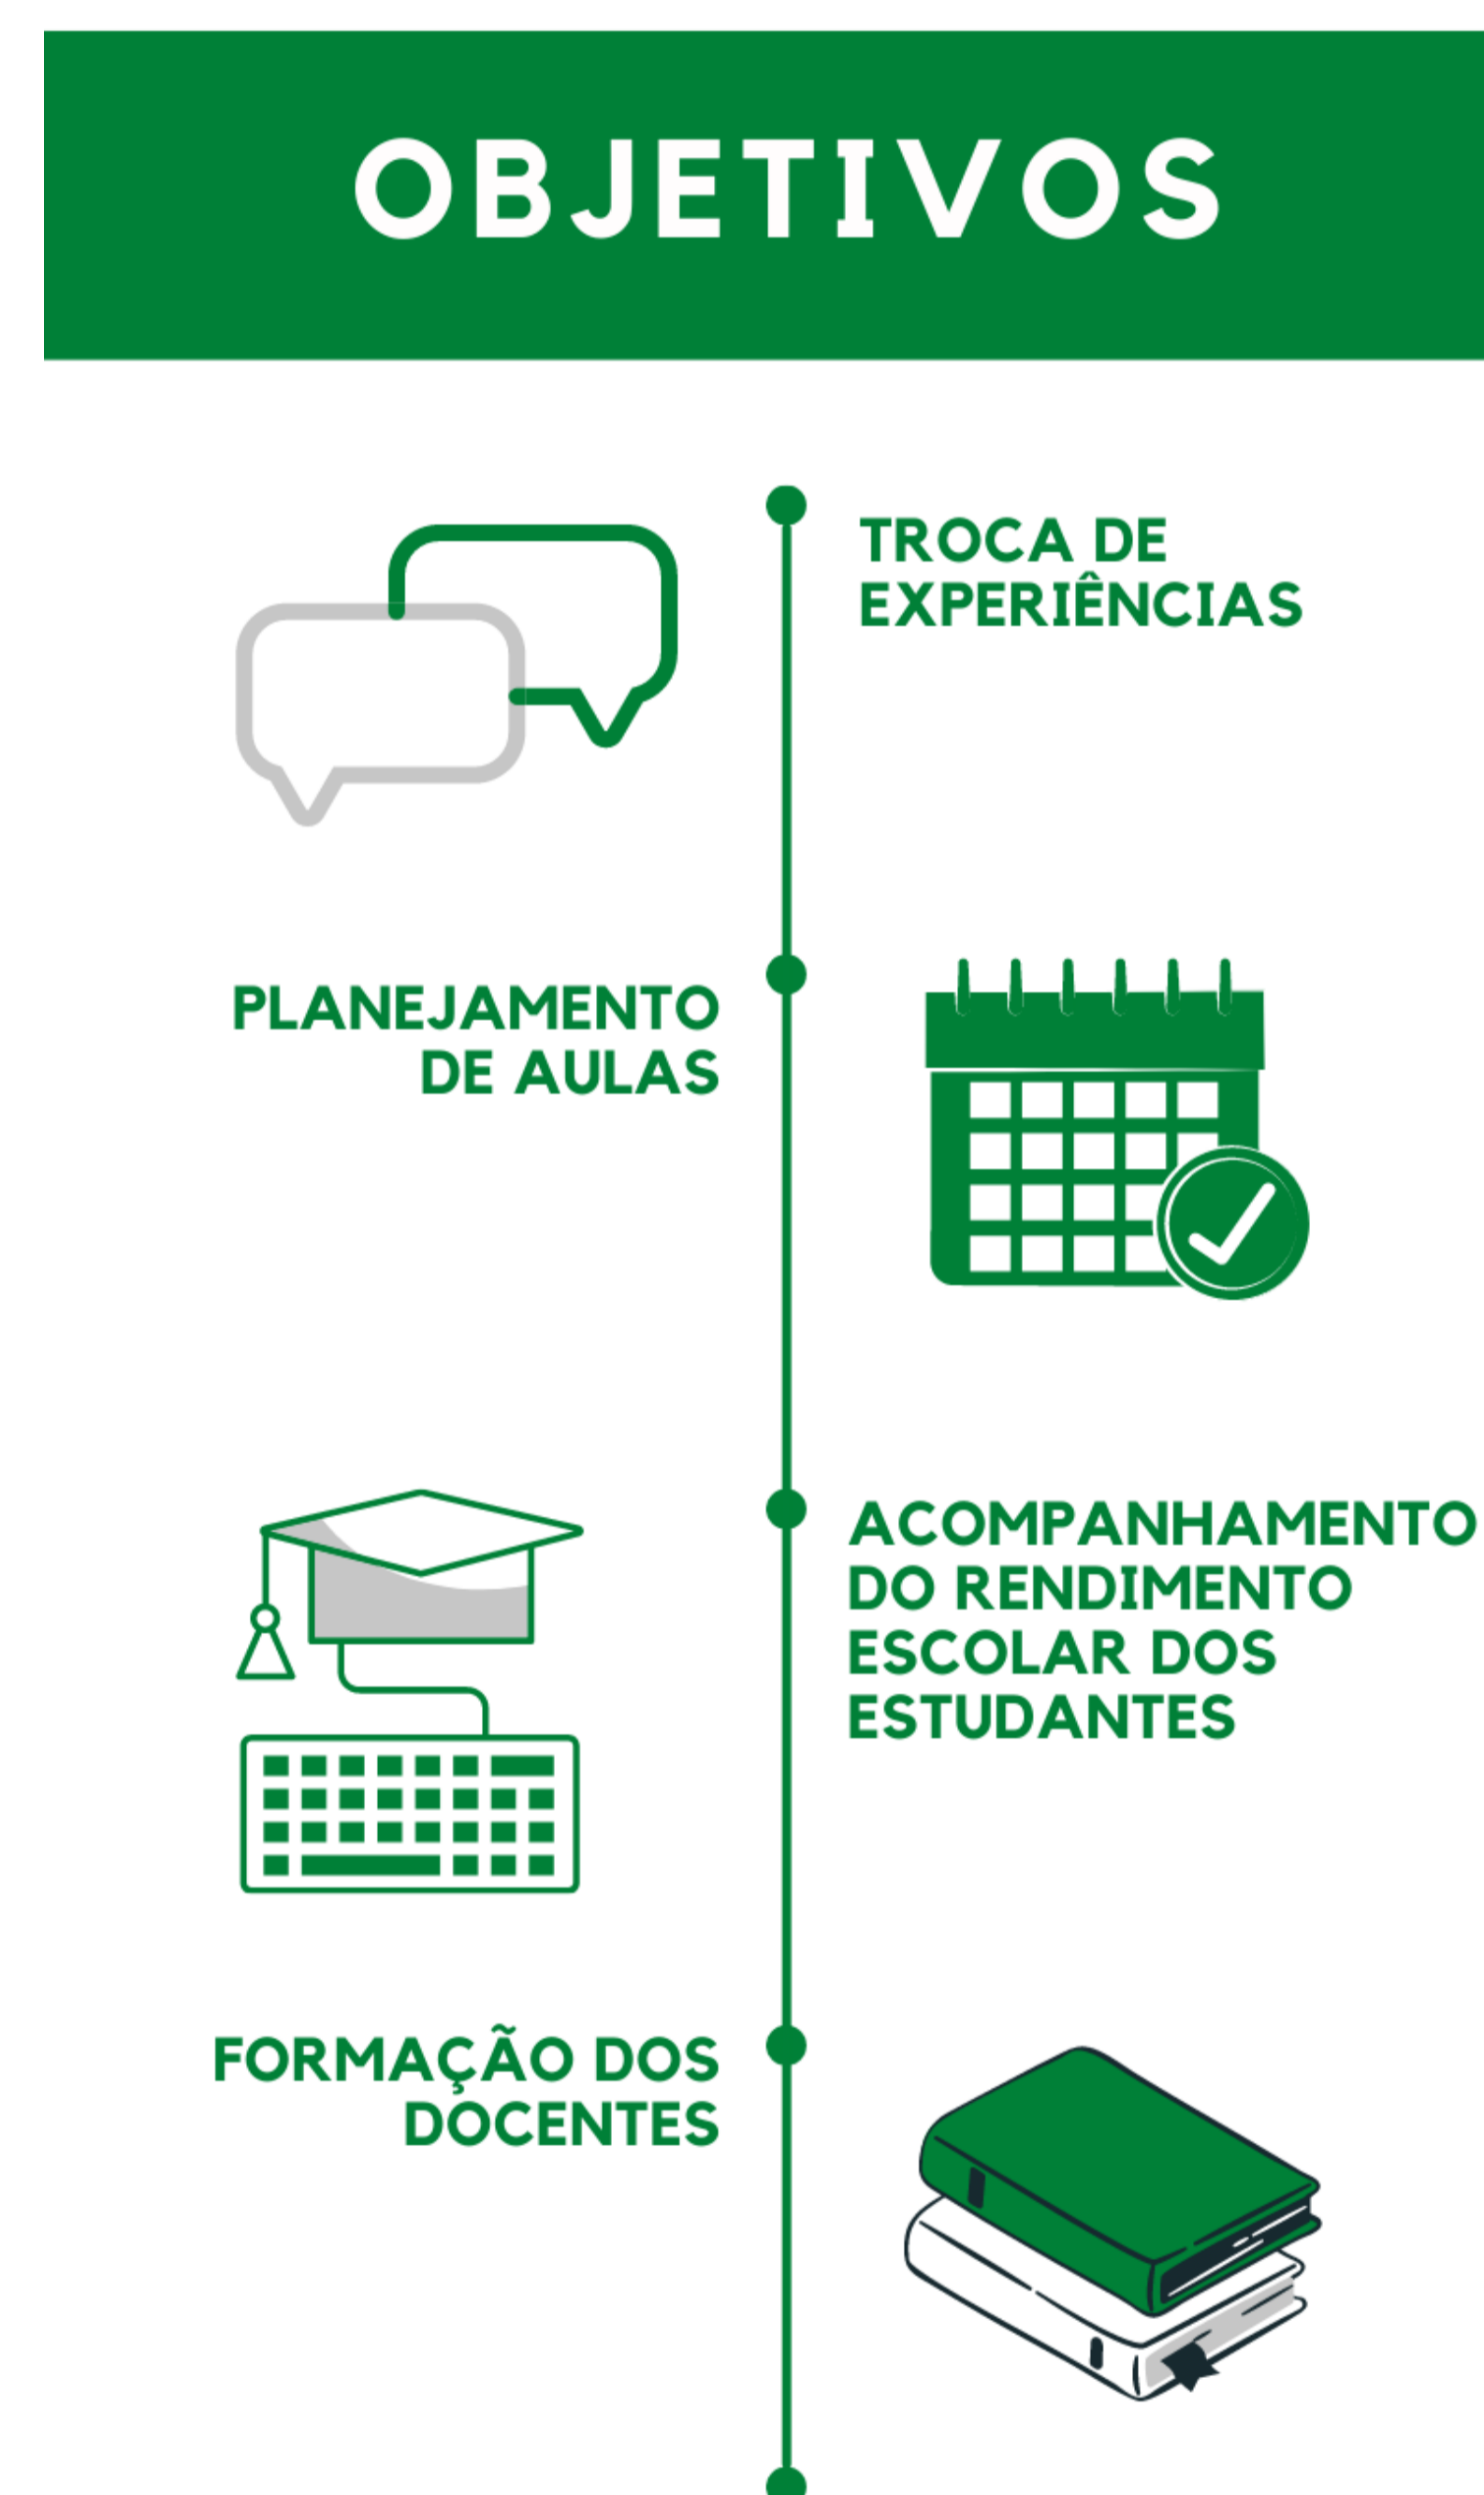 OBJETIVOS
TROCA DE
EXPERIÊNCIAS
PLANEJAMENTO
DE AULAS
ACOMPANHAMENTO
DO RENDIMENTO
ESCOLAR DOS
ESTUDANTES
FORMAÇÃO DOS
DOCENTES